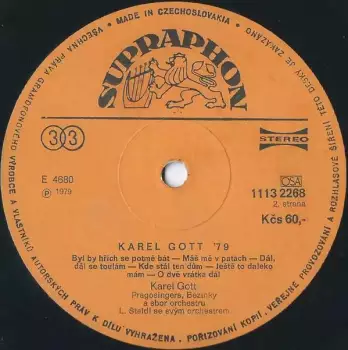 MADE IN CZECHOSLOVAKIA • VŠECHNA PRÁVA GRAMOFONOVÉHO VÝROBCE A VLASTNÍKŮ AUTORSKÝCH PRÁV K DÍLU VYHRAŽENA. • POŘIZOVÁNÍ KOPIÍ, VEŘEJNÉ PROVOZOVÁNÍ A ROZHLASOVÉ ŠÍŘENÍ TÉTO DESKY JE ZAKÁZÁNO
SUPRAPHON
33
STEREO
E 4680
OSA
℗ 1979
1113 2268
2. strana
Kčs 60,-
KAREL GOTT '79
Byl by hřích se potmě bát — Máš mě v patách — Dál,
dál se toulám — Kde stál ten dům — Ještě to daleko
mám — O dvě vrátka dál
Karel Gott
Pragosingers, Bezinky
a sbor orchestru
L. Štaidl se svým orchestrem